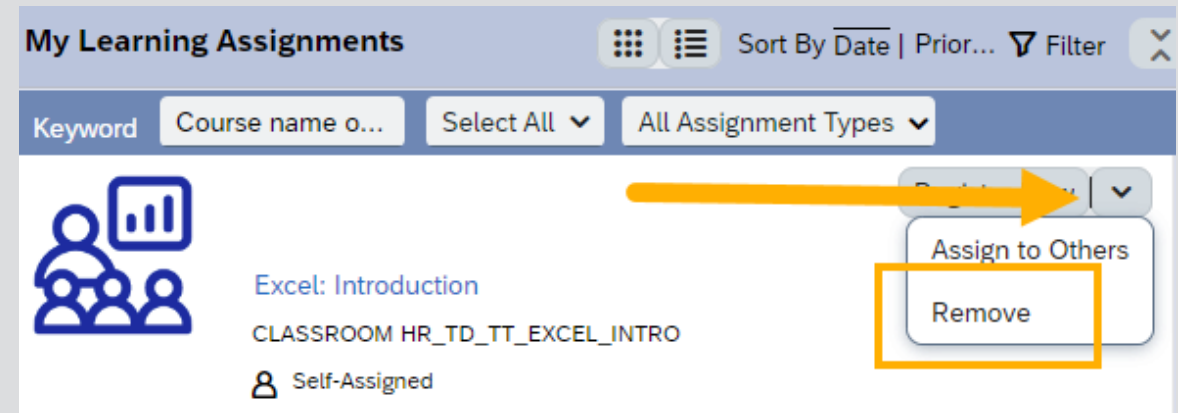 My Learning Assignments Sort By Date | Prior... Filter
Keyword Course name o... Select All All Assignment Types
Assign to Others
Excel: Introduction
Remove
CLASSROOM HR_TD_TT_EXCEL_INTRO
Self-Assigned